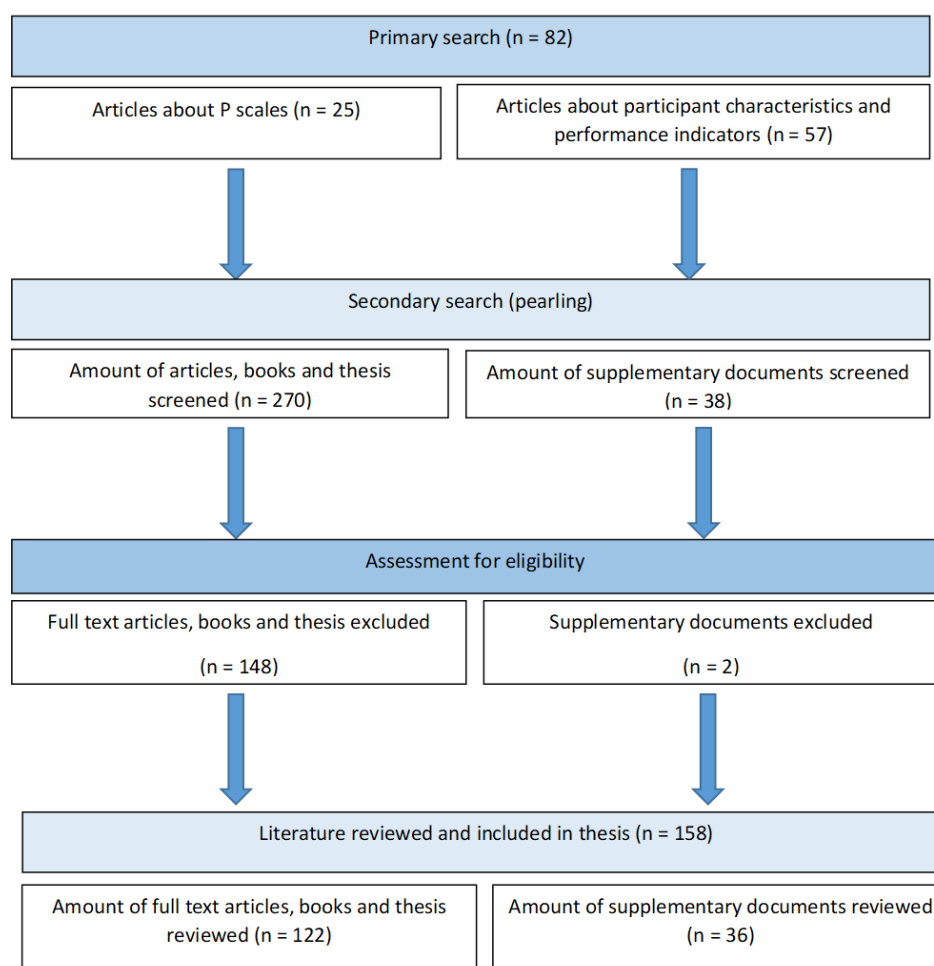 Primary search (n = 82)
Articles about P scales (n = 25)
Articles about participant characteristics and
performance indicators (n = 57)
Secondary search (pearling)
Amount of articles, books and thesis
screened (n = 270)
Amount of supplementary documents screened
(n = 38)
Assessment for eligibility
Full text articles, books and thesis excluded
(n = 148)
Supplementary documents excluded
(n = 2)
Literature reviewed and included in thesis (n = 158)
Amount of full text articles, books and thesis
reviewed (n = 122)
Amount of supplementary documents reviewed
(n = 36)